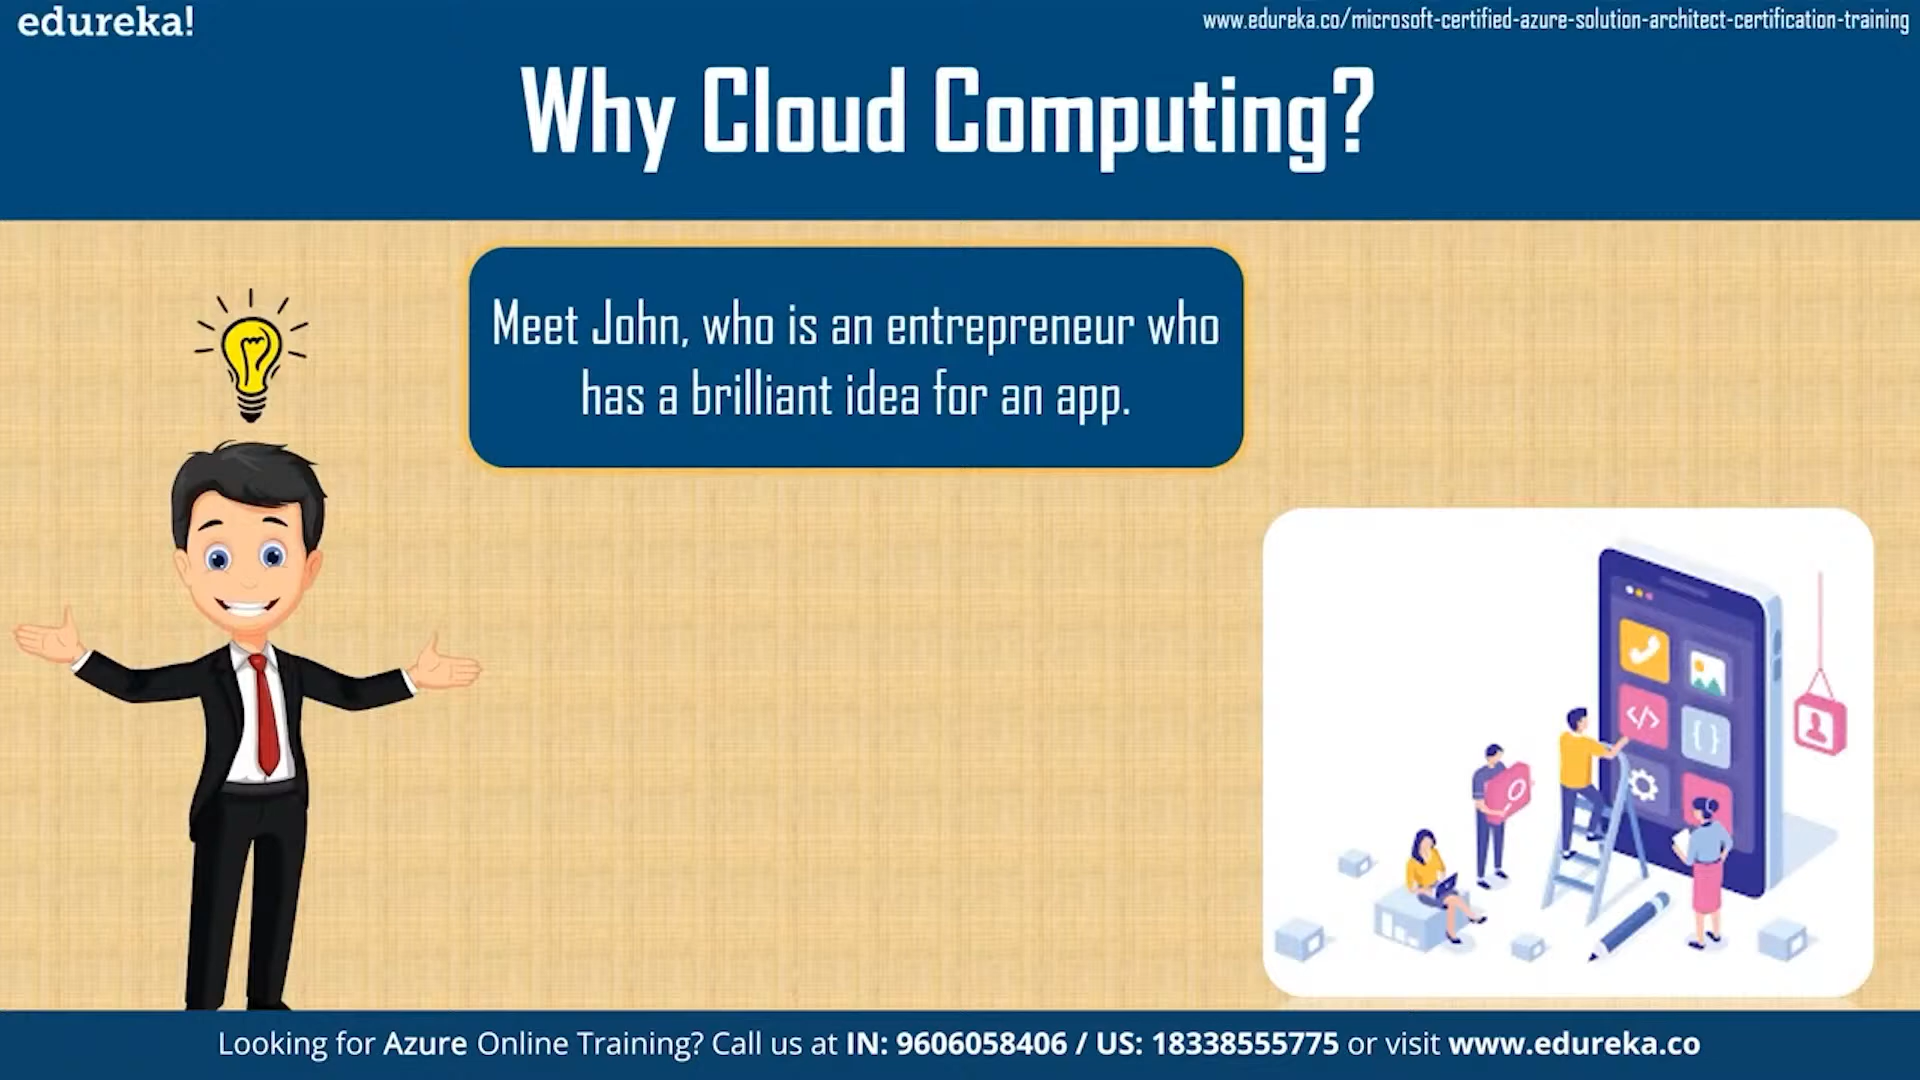 edureka!
www.edureka.co/microsoft-certified-azure-solution-architect-certification-training
Why Cloud Computing?
Meet John, who is an entrepreneur who
has a brilliant idea for an app.
</>
{}
Looking for Azure Online Training? Call us at IN: 9606058406 / US: 18338555775 or visit www.edureka.co